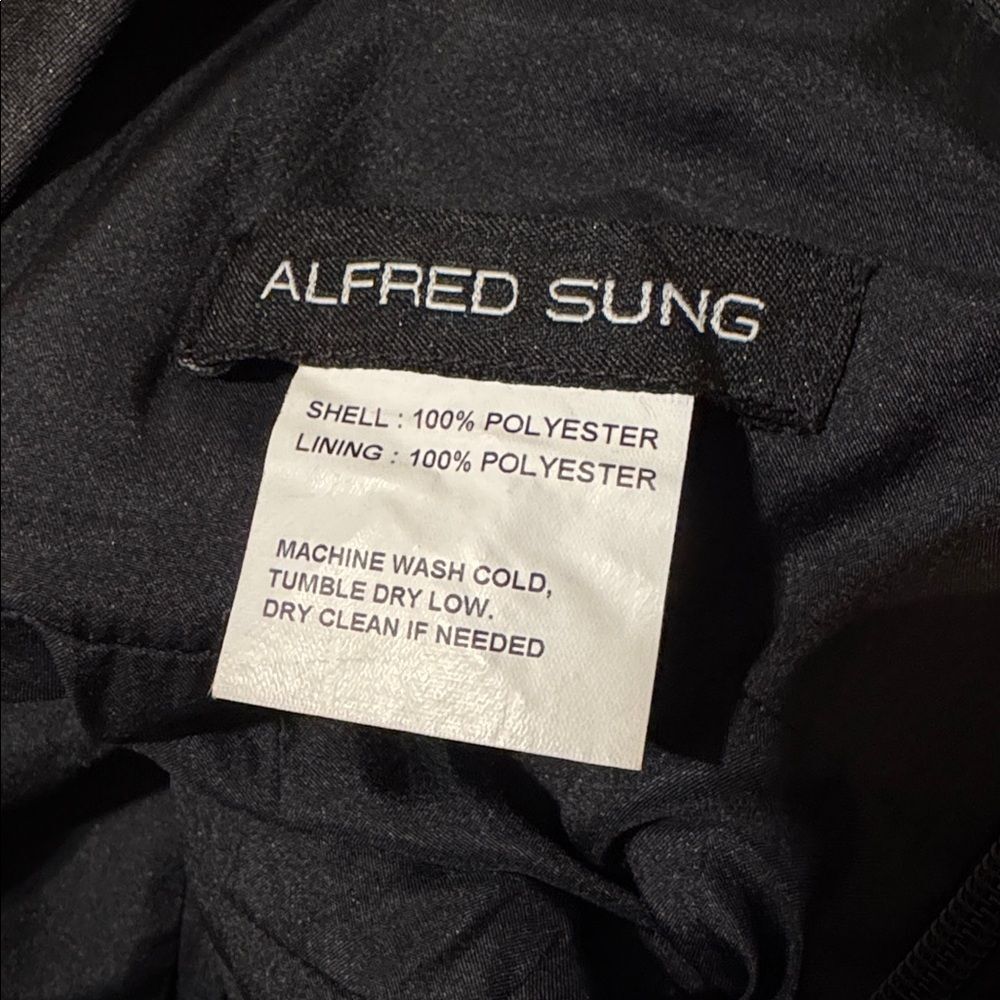 ALFRED SUNG
SHELL : 100% POLYESTER
LINING : 100% POLYESTER
MACHINE WASH COLD,
TUMBLE DRY LOW.
DRY CLEAN IF NEEDED